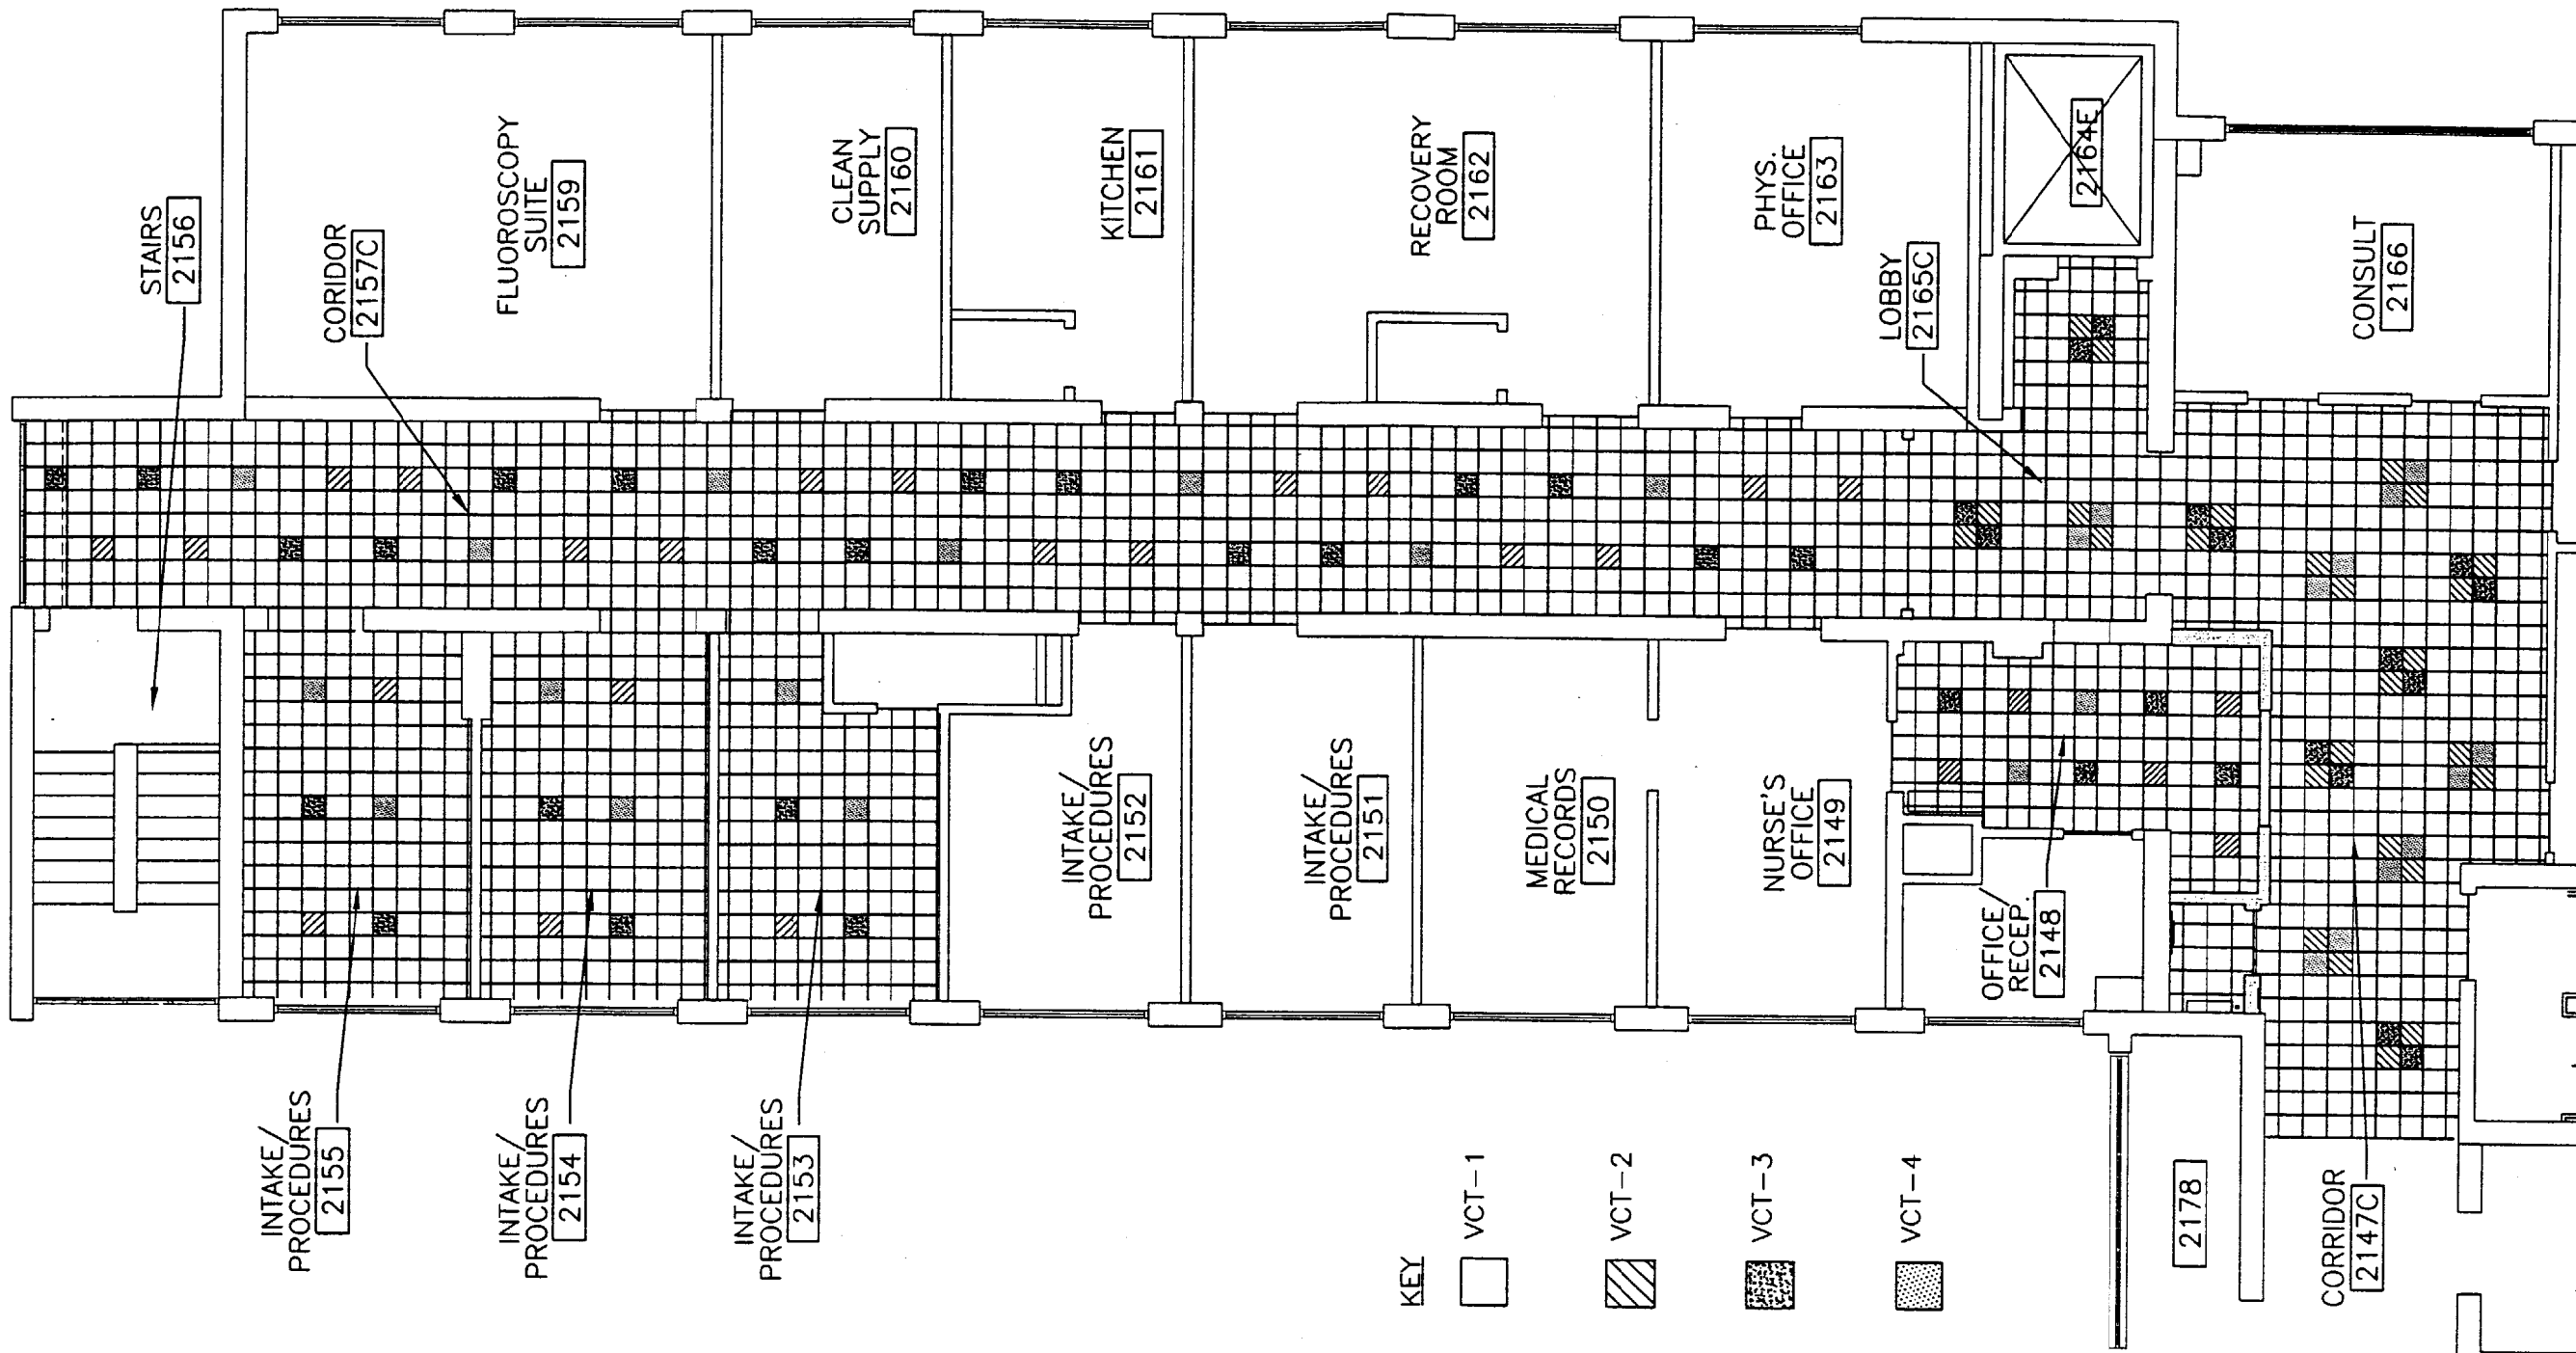 STAIRS
2156
CORIDOR
2157C
FLUOROSCOPY
SUITE
2159
CLEAN
SUPPLY
2160
KITCHEN
2161
RECOVERY
ROOM
2162
PHYS.
OFFICE
2163
2164E
LOBBY
2165C
CONSULT
2166
INTAKE/
PROCEDURES
2155
INTAKE/
PROCEDURES
2154
INTAKE/
PROCEDURES
2153
INTAKE/
PROCEDURES
2152
INTAKE/
PROCEDURES
2151
MEDICAL
RECORDS
2150
NURSE'S
OFFICE
2149
OFFICE/
RECEP.
2148
2178
CORRIDOR
2147C
KEY
VCT-1
VCT-2
VCT-3
VCT-4